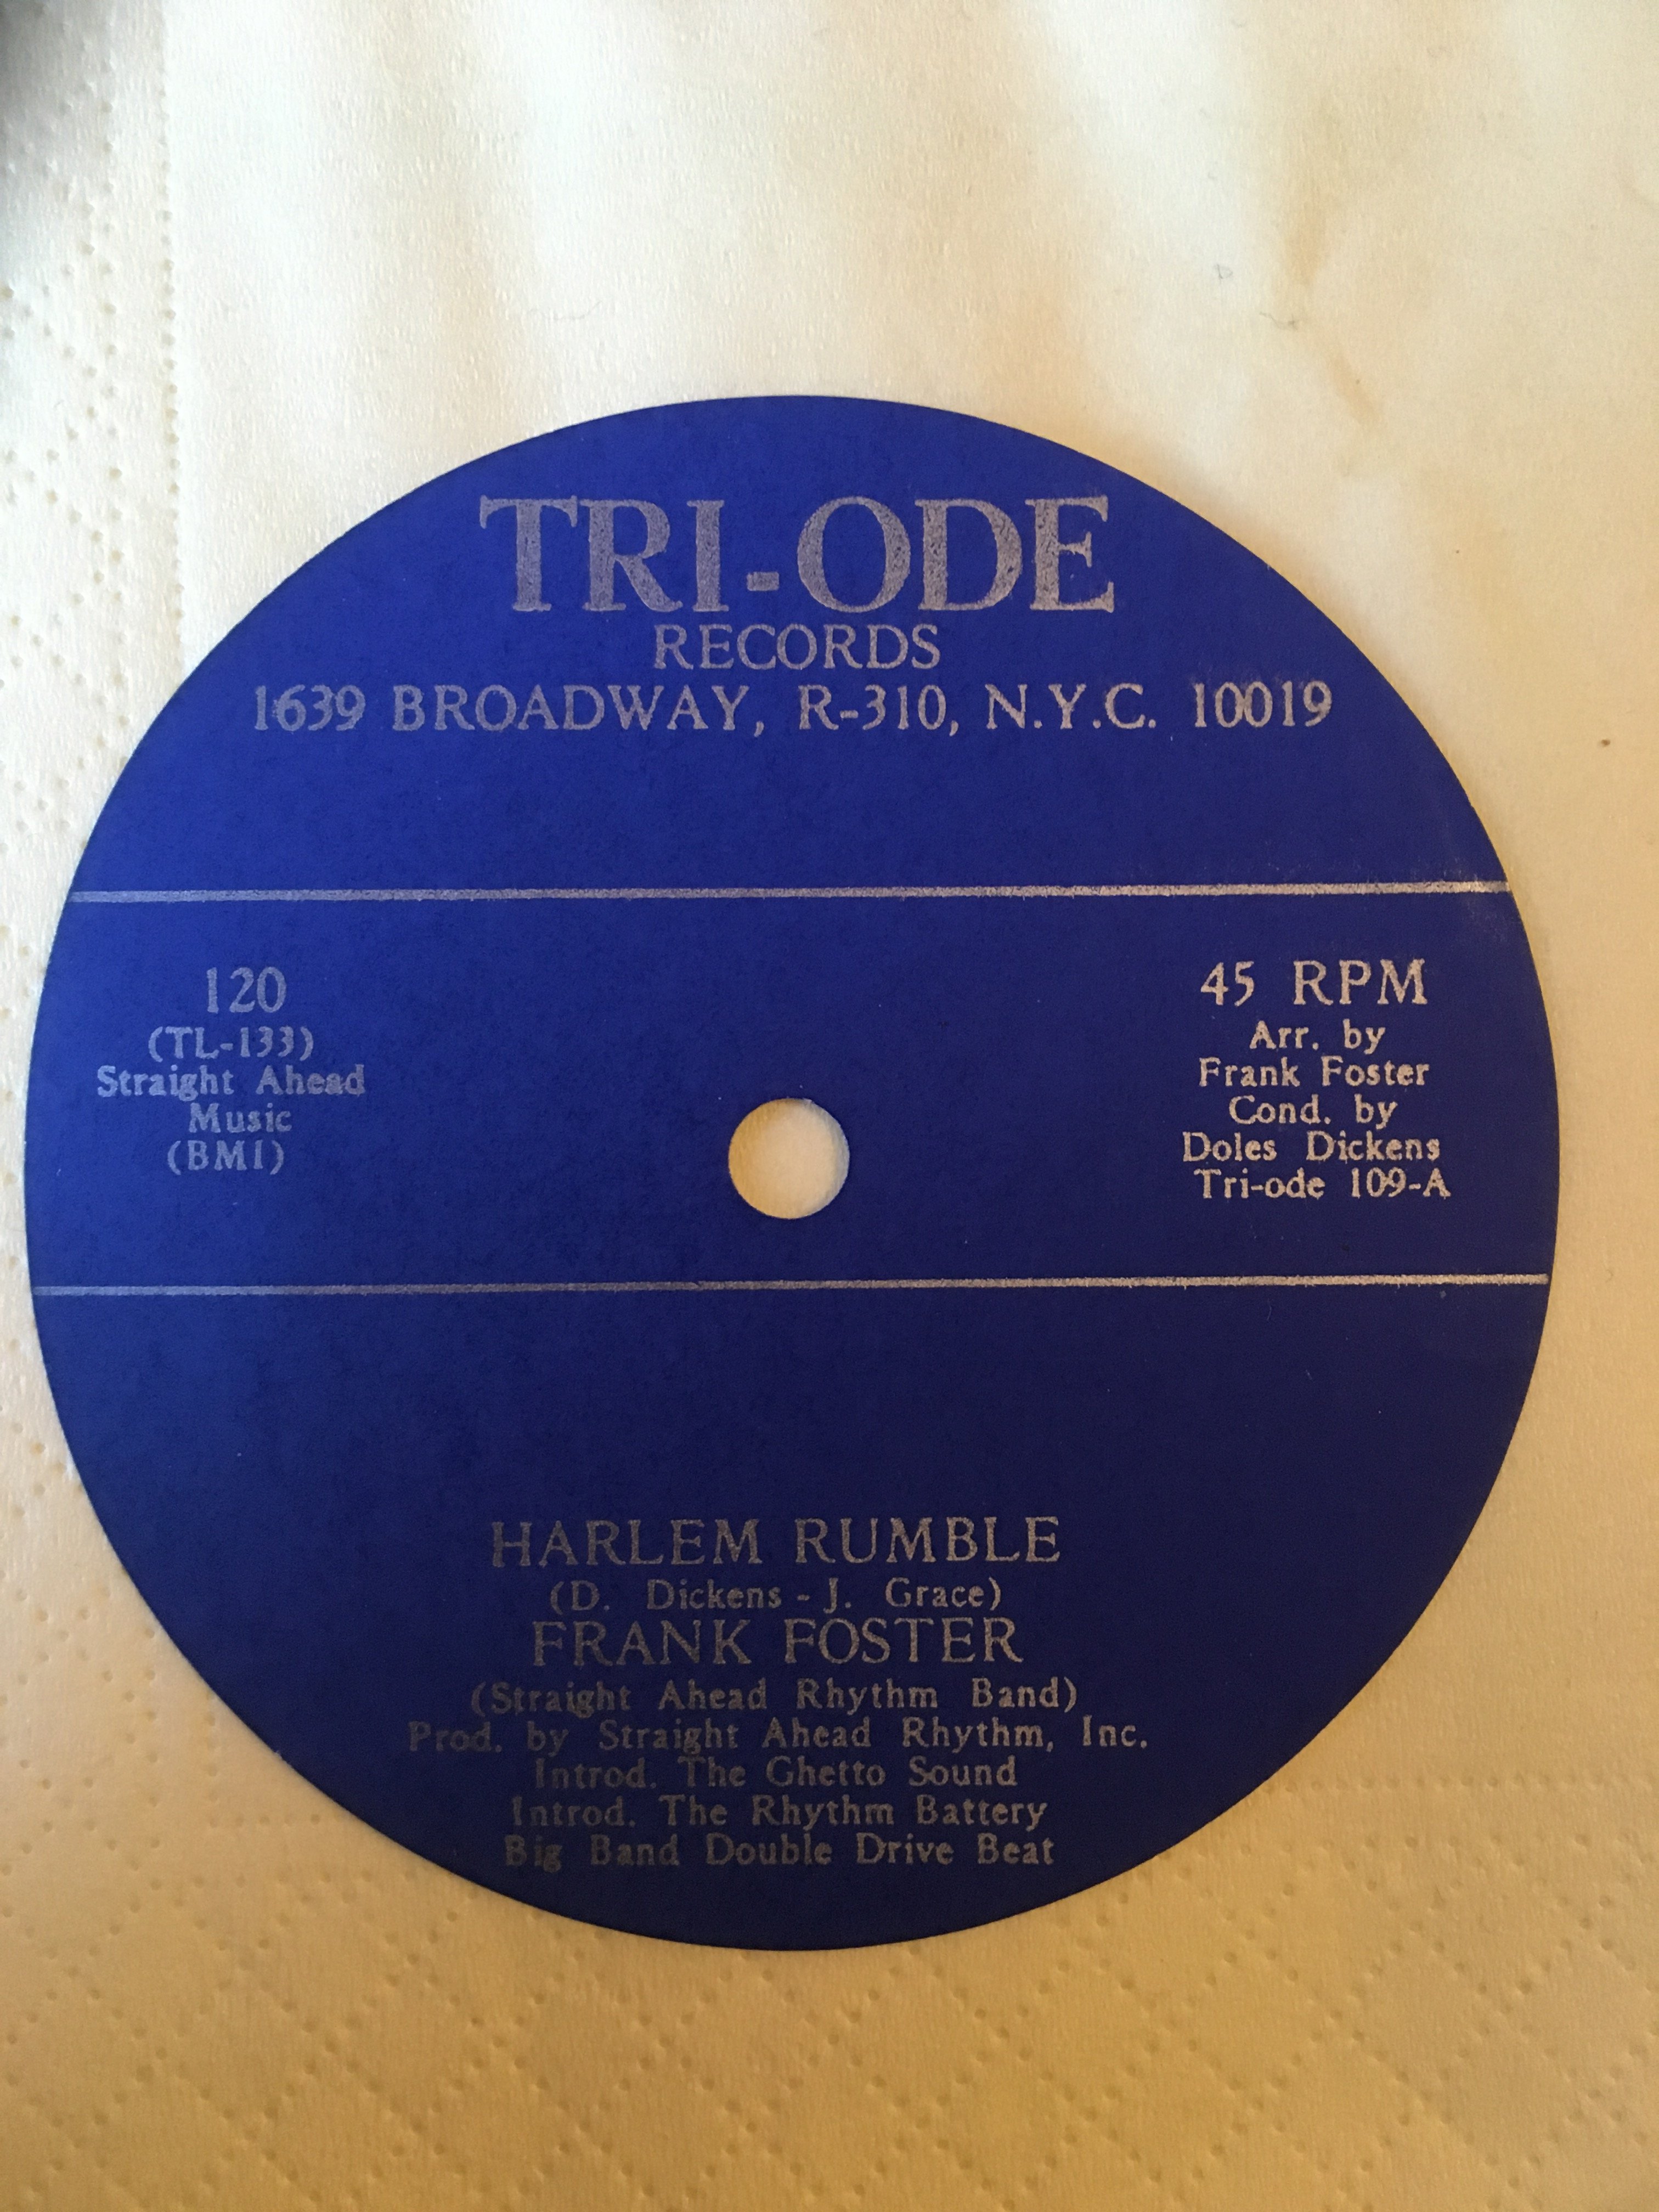 TRI-ODE
RECORDS
1639 BROADWAY, R-310, N.Y.C. 10019
120
(TL-133)
Straight Ahead
Music
(BMI)
45 RPM
Arr. by
Frank Foster
Cond. by
Doles Dickens
Tri-ode 109-A
HARLEM RUMBLE
(D. Dickens - J. Grace)
FRANK FOSTER
(Straight Ahead Rhythm Band)
Prod. by Straight Ahead Rhythm, Inc.
Introd. The Ghetto Sound
Introd. The Rhythm Battery
Big Band Double Drive Beat